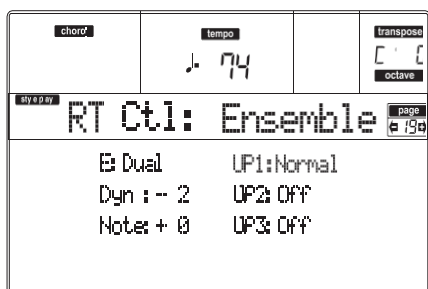 chord tempo transpose
♩. 74 C C
octave
style play RT Ctl: Ensemble page 19
E: Dual UP1:Normal
Dyn :- 2 UP2: Off
Note: + 0 UP3: Off